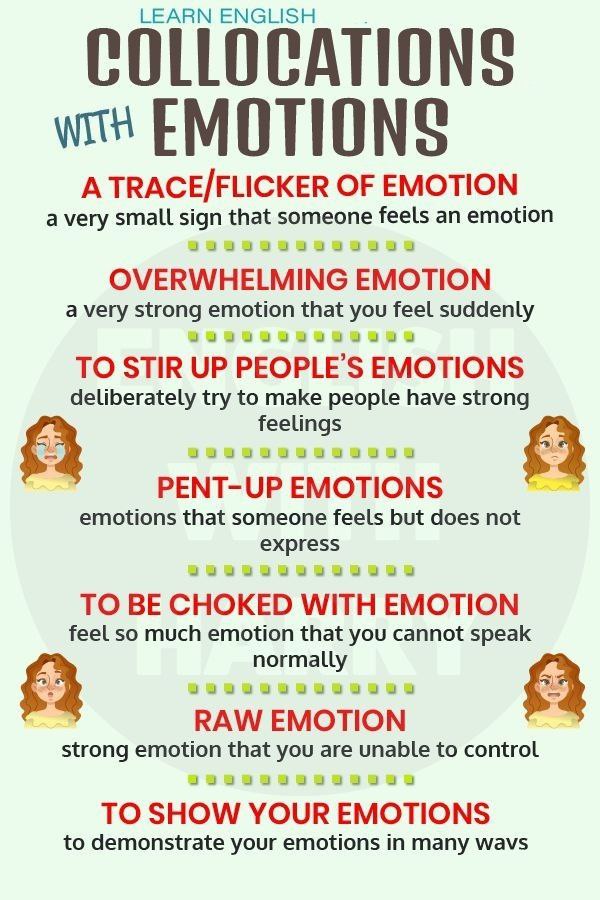 LEARN ENGLISH
COLLOCATIONS
WITH EMOTIONS
A TRACE/FLICKER OF EMOTION
a very small sign that someone feels an emotion
OVERWHELMING EMOTION
a very strong emotion that you feel suddenly
TO STIR UP PEOPLE'S EMOTIONS
deliberately try to make people have strong
feelings
PENT-UP EMOTIONS
emotions that someone feels but does not
express
TO BE CHOKED WITH EMOTION
feel so much emotion that you cannot speak
normally
RAW EMOTION
strong emotion that you are unable to control
TO SHOW YOUR EMOTIONS
to demonstrate your emotions in many ways
ENGLISH
WITH
HARRY